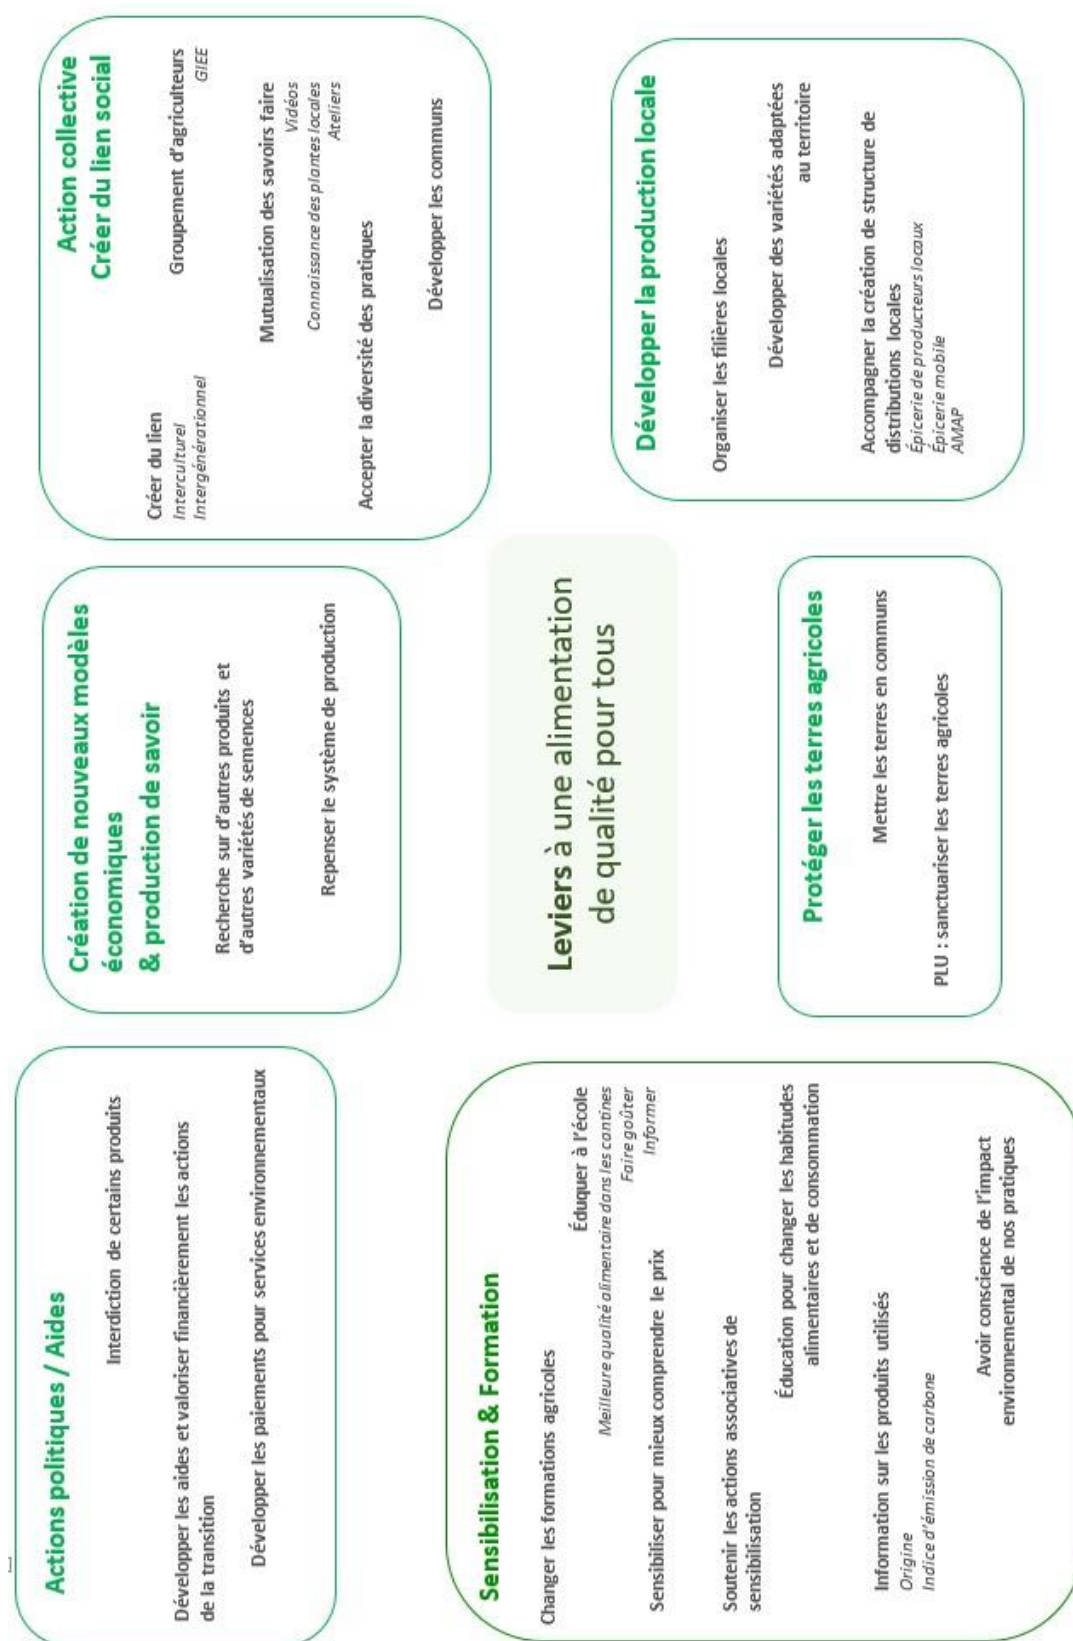 Actions politiques / Aides
Interdiction de certains produits
Développer les aides et valoriser financièrement les actions
de la transition
Développer les paiements pour services environnementaux
Création de nouveaux modèles
économiques
& production de savoir
Recherche sur d'autres produits et
d'autres variétés de semences
Repenser le système de production
Action collective
Créer du lien social
Créer du lien
Interculturel
Intergénérationnel
Groupement d'agriculteurs
GIEE
Mutualisation des savoirs faire
Vidéos
Connaissance des plantes locales
Ateliers
Accepter la diversité des pratiques
Développer les communs
Leviers à une alimentation
de qualité pour tous
Sensibilisation & Formation
Changer les formations agricoles
Éduquer à l'école
Meilleure qualité alimentaire dans les cantines
Faire goûter
Informer
Sensibiliser pour mieux comprendre le prix
Soutenir les actions associatives de
sensibilisation
Éducation pour changer les habitudes
alimentaires et de consommation
Information sur les produits utilisés
Origine
Indice d'émission de carbone
Avoir conscience de l'impact
environnemental de nos pratiques
Protéger les terres agricoles
Mettre les terres en communs
PLU : sanctuariser les terres agricoles
Développer la production locale
Organiser les filières locales
Développer des variétés adaptées
au territoire
Accompagner la création de structure de
distributions locales
Épicerie de producteurs locaux
Épicerie mobile
AMAP